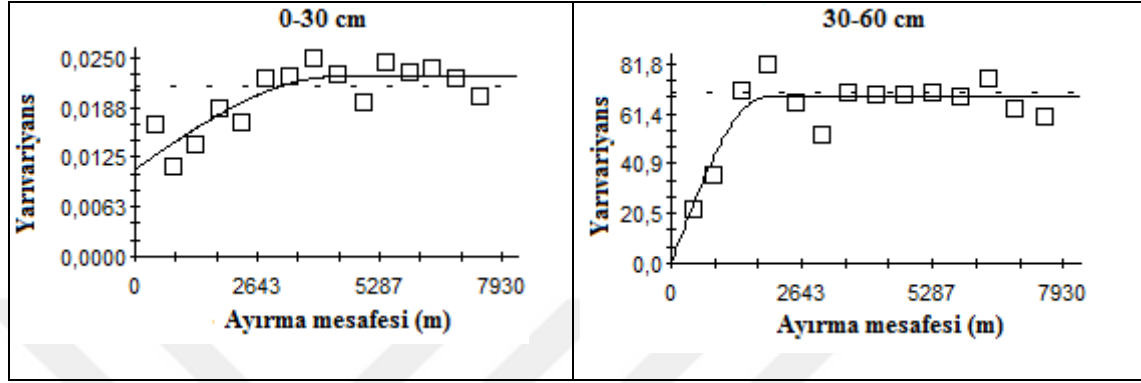 0-30 cm
0,0250
0,0188
0,0125
0,0063
0,0000
Yarıvariyans
0 2643 5287 7930
Ayırma mesafesi (m)
30-60 cm
81,8
61,4
40,9
20,5
0,0
Yarıvariyans
0 2643 5287 7930
Ayırma mesafesi (m)